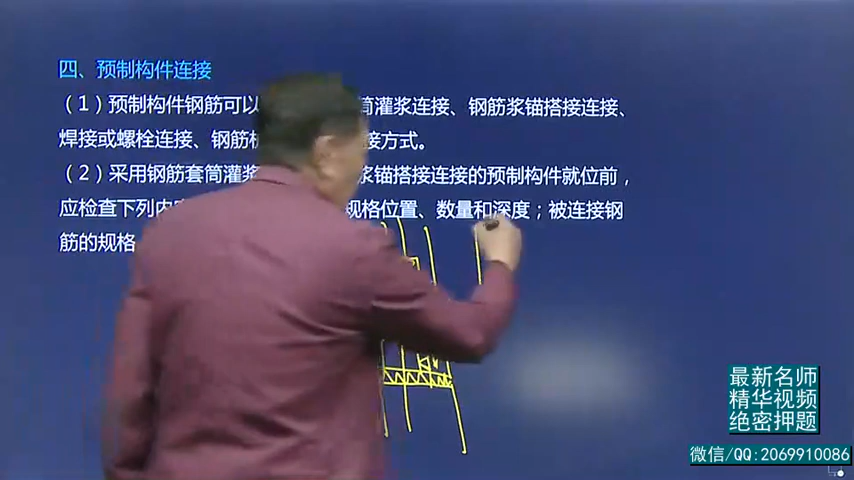 四、预制构件连接
（1）预制构件钢筋可以 筒灌浆连接、钢筋浆锚搭接连接、
焊接或螺栓连接、钢筋机 接方式。
（2）采用钢筋套筒灌浆 浆锚搭接连接的预制构件就位前，
应检查下列内 规格位置、数量和深度；被连接钢
筋的规格
最新名师
精华视频
绝密押题
微信/QQ:2069910086